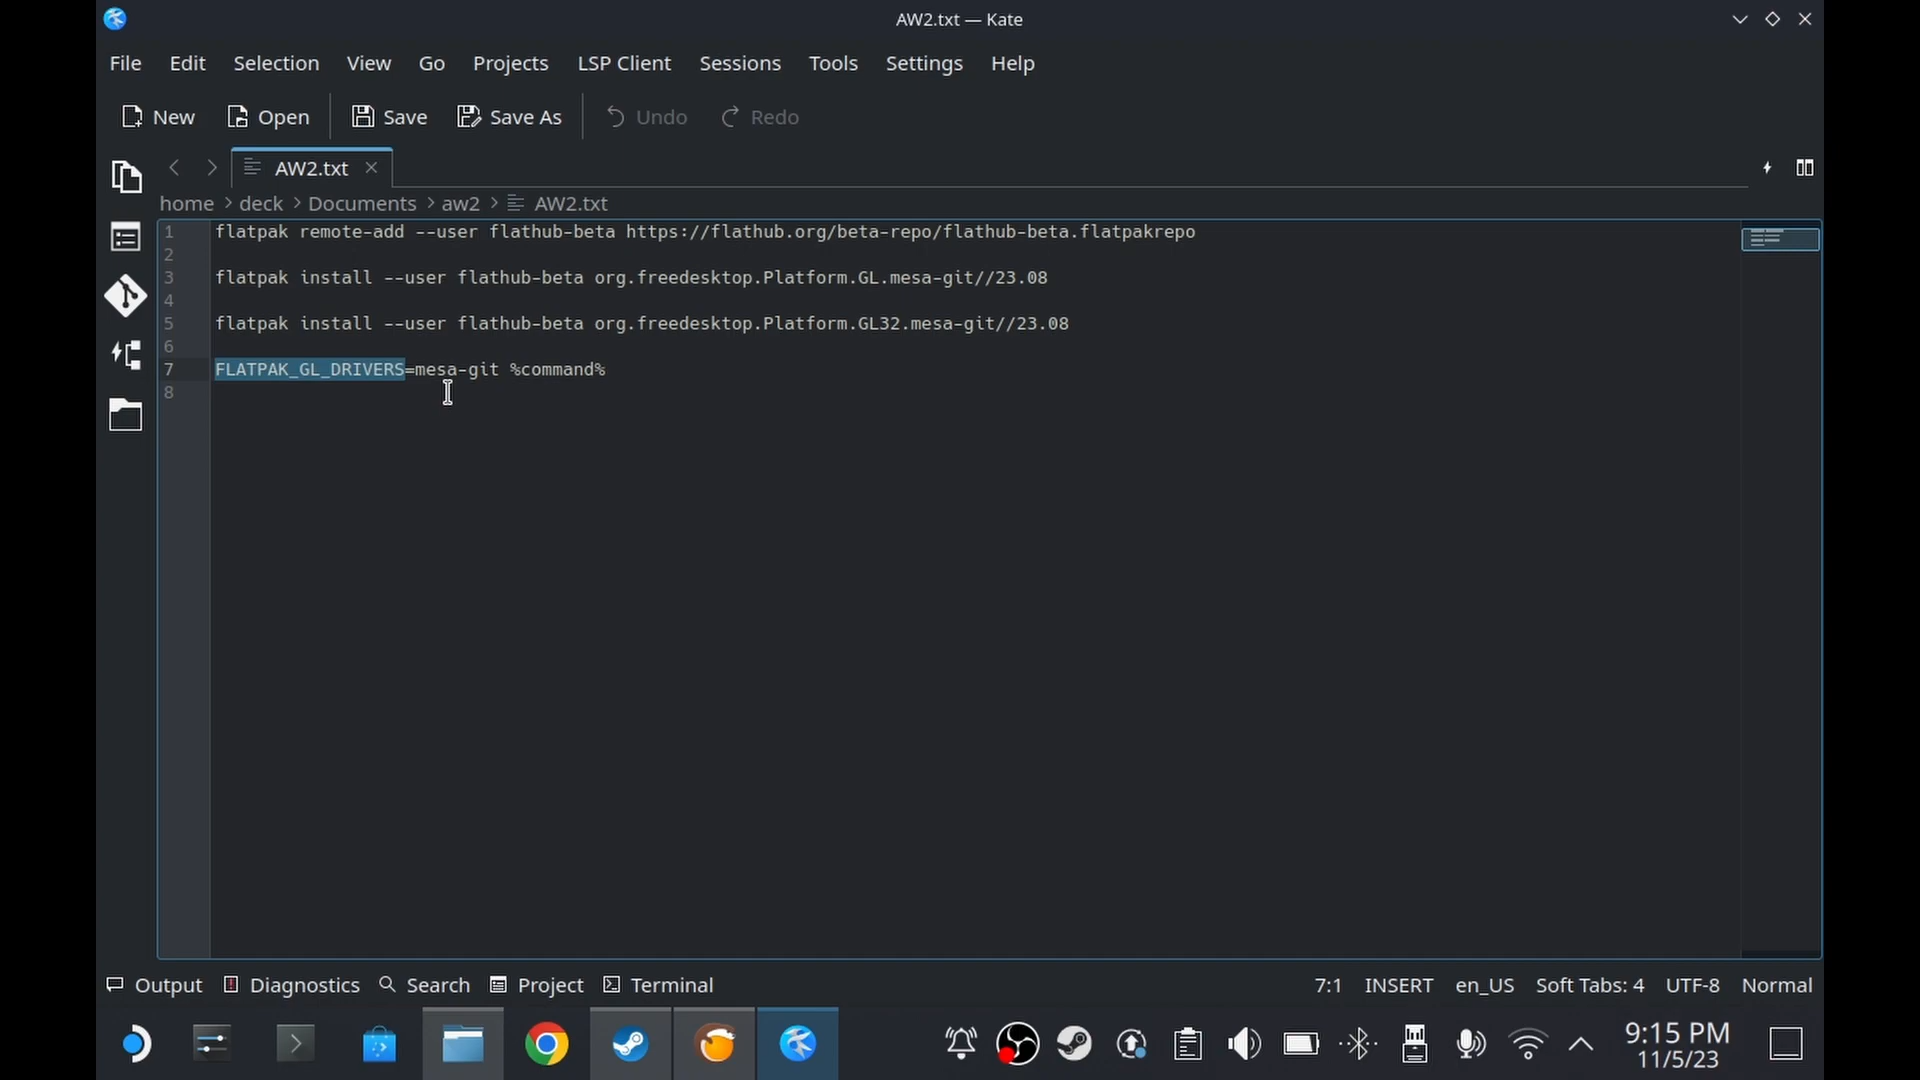 AW2.txt — Kate
File Edit Selection View Go Projects LSP Client Sessions Tools Settings Help
New Open Save Save As Undo Redo
AW2.txt
home > deck > Documents > aw2 > AW2.txt
1 flatpak remote-add --user flathub-beta https://flathub.org/beta-repo/flathub-beta.flatpakrepo
2
3 flatpak install --user flathub-beta org.freedesktop.Platform.GL.mesa-git//23.08
4
5 flatpak install --user flathub-beta org.freedesktop.Platform.GL32.mesa-git//23.08
6
7 FLATPAK_GL_DRIVERS=mesa-git %command%
8
Output Diagnostics Search Project Terminal 7:1 INSERT en_US Soft Tabs: 4 UTF-8 Normal
9:15 PM
11/5/23